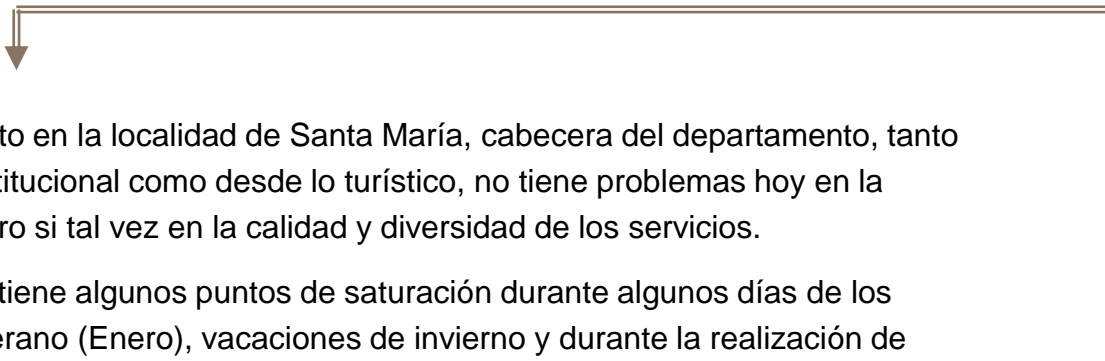 to en la localidad de Santa María, cabecera del departamento, tanto
titucional como desde lo turístico, no tiene problemas hoy en la
ro si tal vez en la calidad y diversidad de los servicios.
tiene algunos puntos de saturación durante algunos días de los
erano (Enero), vacaciones de invierno y durante la realización de